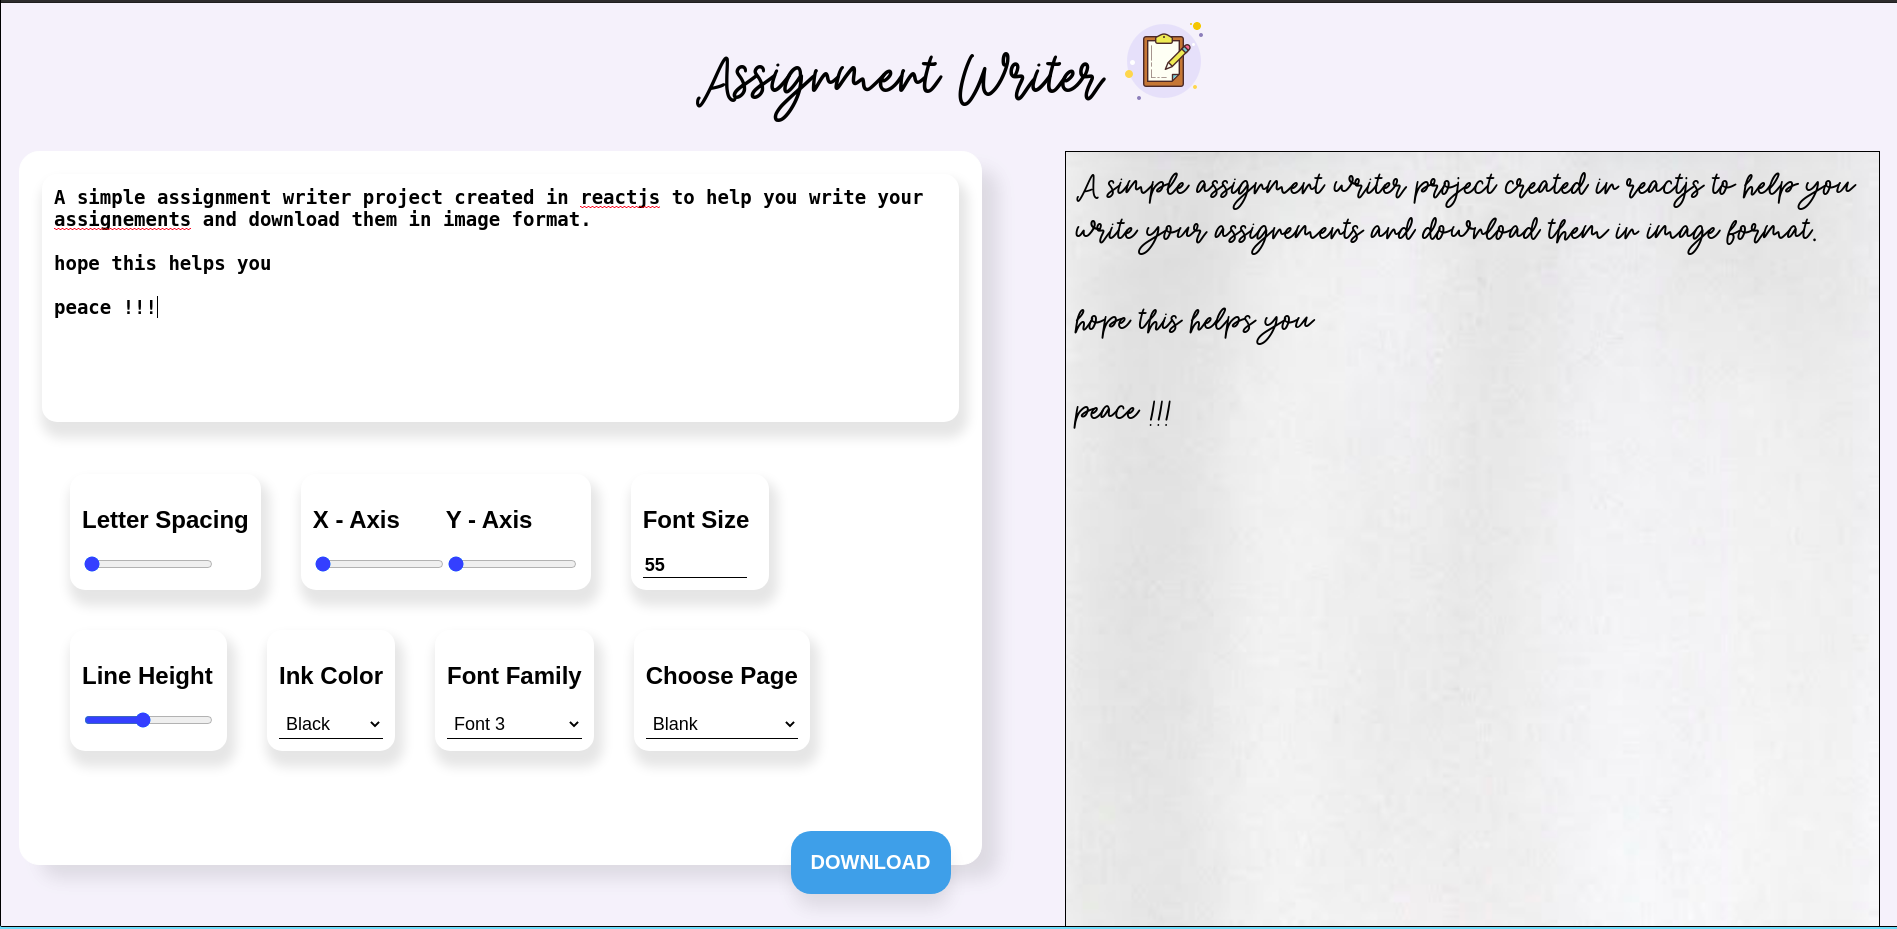 Assignment Writer
A simple assignment writer project created in reactjs to help you write your
assignements and download them in image format.
hope this helps you
peace !!!
Letter Spacing
X - Axis
Y - Axis
Font Size
55
Line Height
Ink Color
Font Family
Choose Page
Black
Font 3
Blank
DOWNLOAD
A simple assignment writer project created in reactjs to help you
write your assignements and download them in image format.
hope this helps you
peace !!!